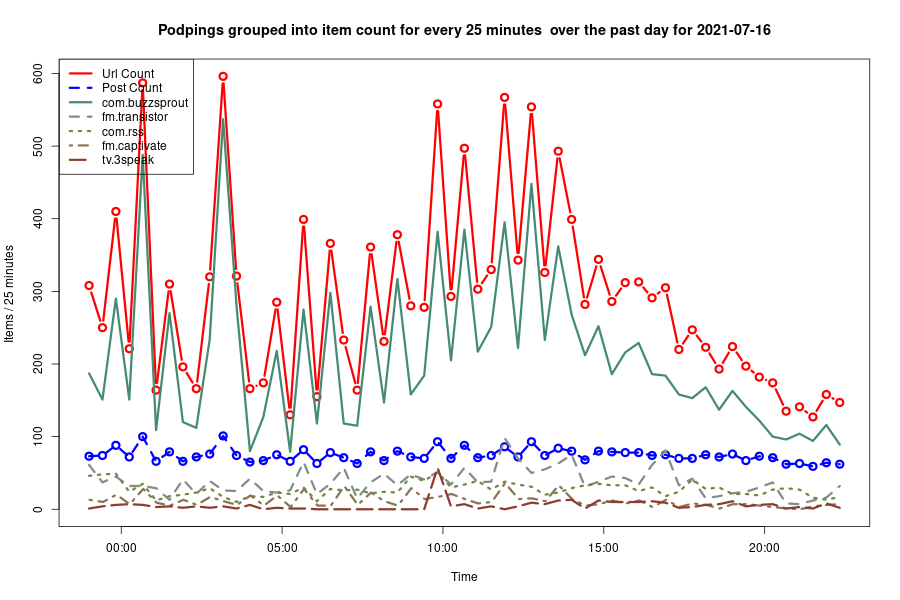 Podpings grouped into item count for every 25 minutes  over the past day for 2021-07-16
Url Count
Post Count
com.buzzsprout
fm.transistor
com.rss
fm.captivate
tv.3speak
Items / 25 minutes
600
500
400
300
200
100
0
00:00
05:00
10:00
15:00
20:00
Time